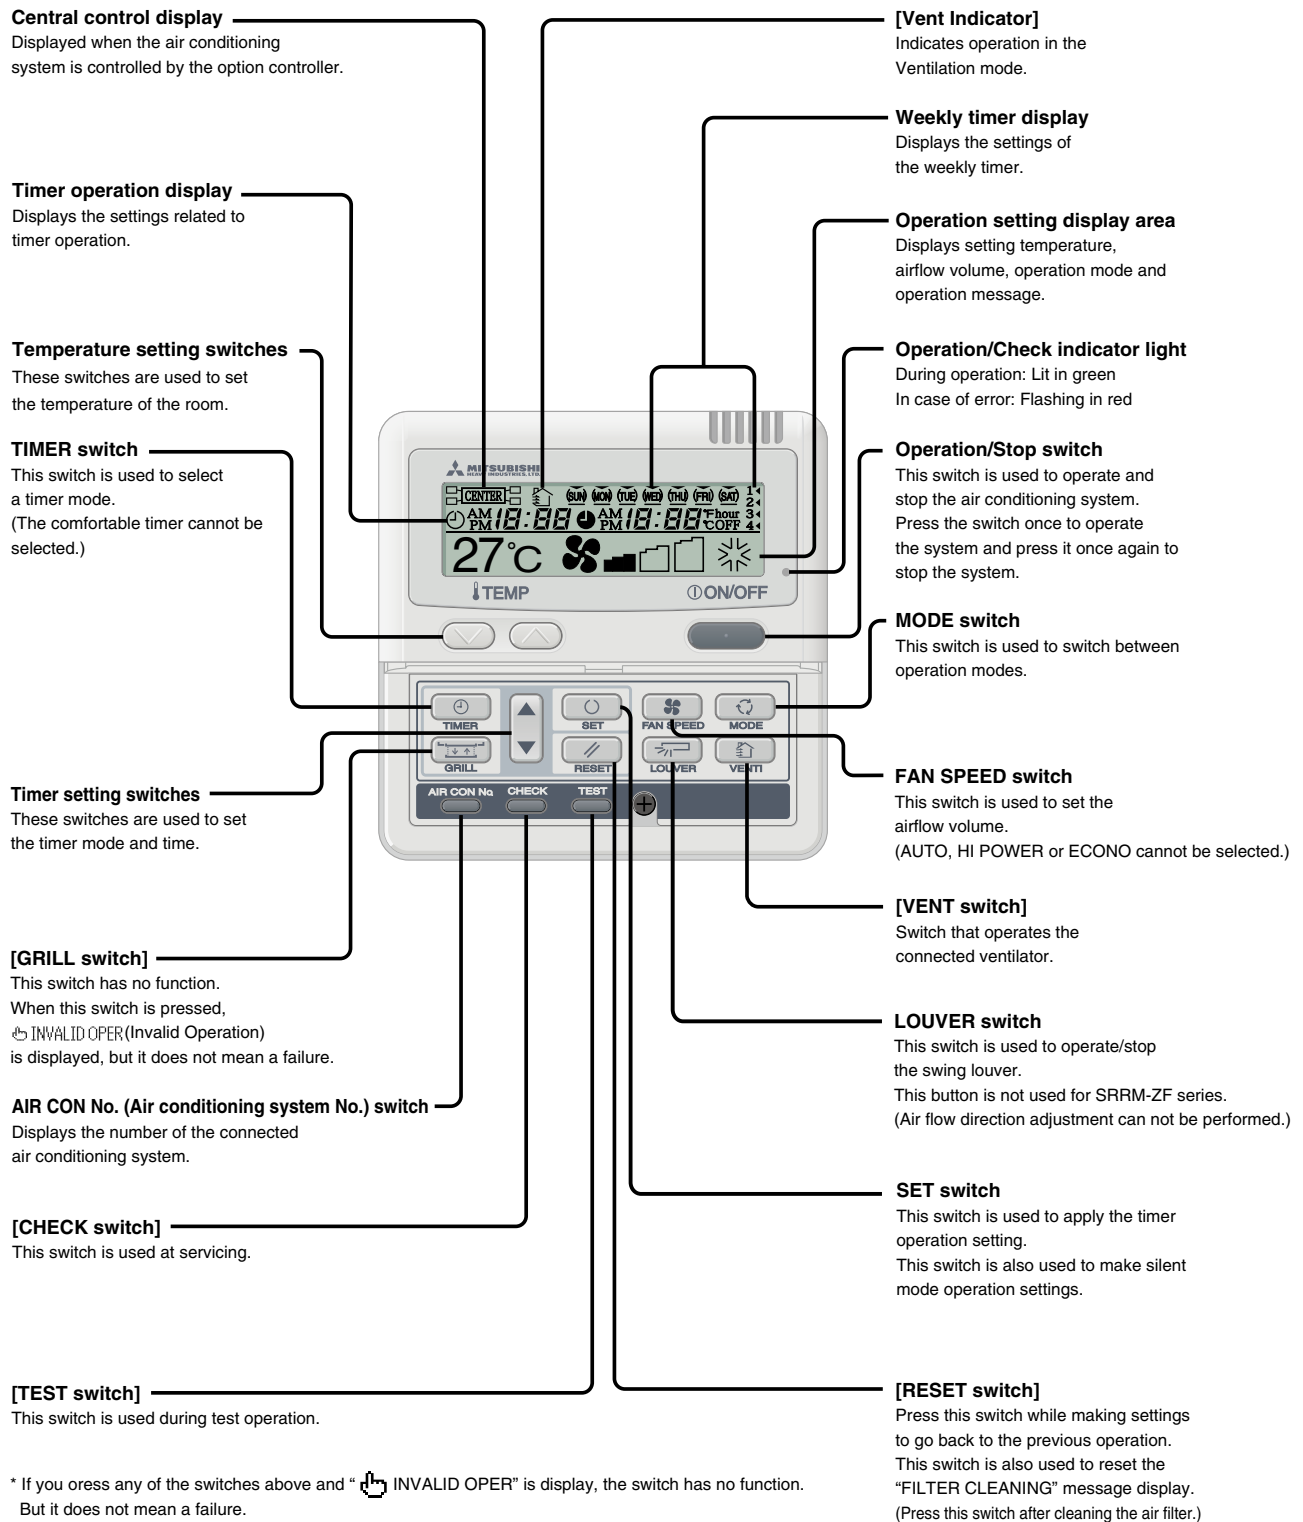 Central control display
Displayed when the air conditioning
system is controlled by the option controller.
Timer operation display
Displays the settings related to
timer operation.
Temperature setting switches
These switches are used to set
the temperature of the room.
TIMER switch
This switch is used to select
a timer mode.
(The comfortable timer cannot be
selected.)
Timer setting switches
These switches are used to set
the timer mode and time.
[GRILL switch]
This switch has no function.
When this switch is pressed,
INVALID OPER(Invalid Operation)
is displayed, but it does not mean a failure.
AIR CON No. (Air conditioning system No.) switch
Displays the number of the connected
air conditioning system.
[CHECK switch]
This switch is used at servicing.
[TEST switch]
This switch is used during test operation.
MITSUBISHI
HEAVY INDUSTRIES, LTD.
CENTER SUN MON TUE WED THU FRI SAT 1
2
AM 18:88 AM 18:88 °F hour 3
PM PM °C OFF 4
27°C
TEMP ON/OFF
TIMER SET FAN SPEED MODE
GRILL RESET LOUVER VENTI
AIR CON No. CHECK TEST
[Vent Indicator]
Indicates operation in the
Ventilation mode.
Weekly timer display
Displays the settings of
the weekly timer.
Operation setting display area
Displays setting temperature,
airflow volume, operation mode and
operation message.
Operation/Check indicator light
During operation: Lit in green
In case of error: Flashing in red
Operation/Stop switch
This switch is used to operate and
stop the air conditioning system.
Press the switch once to operate
the system and press it once again to
stop the system.
MODE switch
This switch is used to switch between
operation modes.
FAN SPEED switch
This switch is used to set the
airflow volume.
(AUTO, HI POWER or ECONO cannot be selected.)
[VENT switch]
Switch that operates the
connected ventilator.
LOUVER switch
This switch is used to operate/stop
the swing louver.
This button is not used for SRRM-ZF series.
(Air flow direction adjustment can not be performed.)
SET switch
This switch is used to apply the timer
operation setting.
This switch is also used to make silent
mode operation settings.
[RESET switch]
Press this switch while making settings
to go back to the previous operation.
This switch is also used to reset the
“FILTER CLEANING” message display.
(Press this switch after cleaning the air filter.)
* If you oress any of the switches above and “ INVALID OPER” is display, the switch has no function.
But it does not mean a failure.